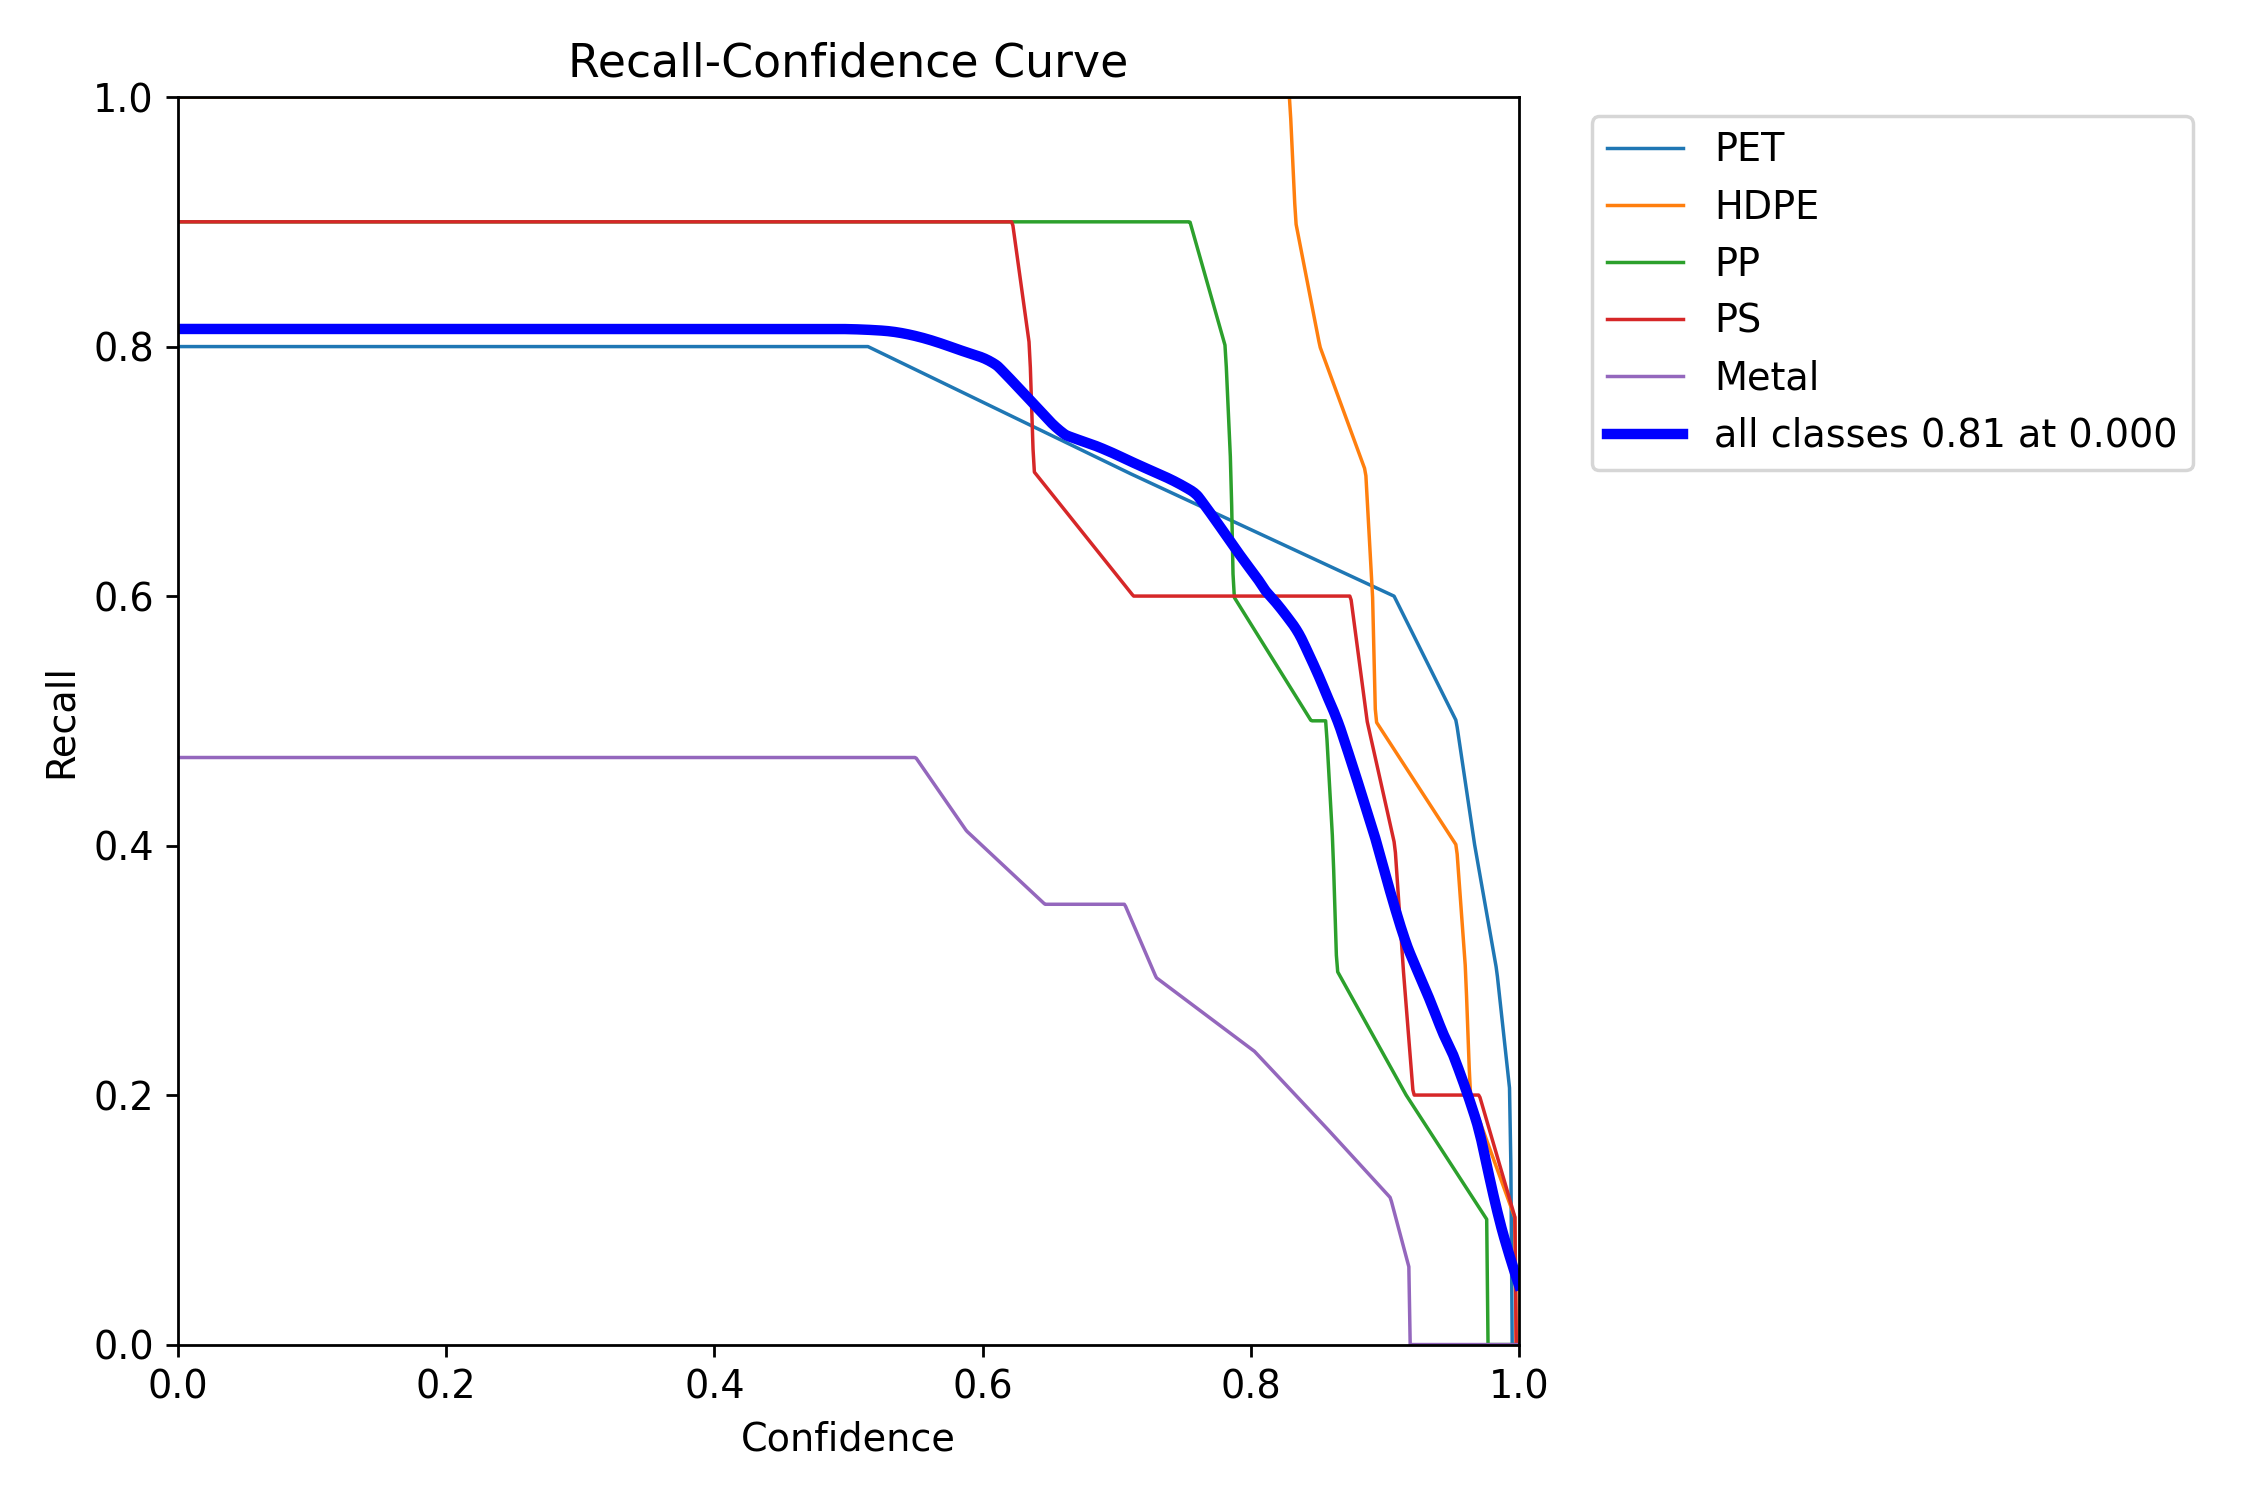 Recall-Confidence Curve
1.0
0.8
0.6
0.4
0.2
0.0
Recall
0.0 0.2 0.4 0.6 0.8 1.0
Confidence
PET
HDPE
PP
PS
Metal
all classes 0.81 at 0.000